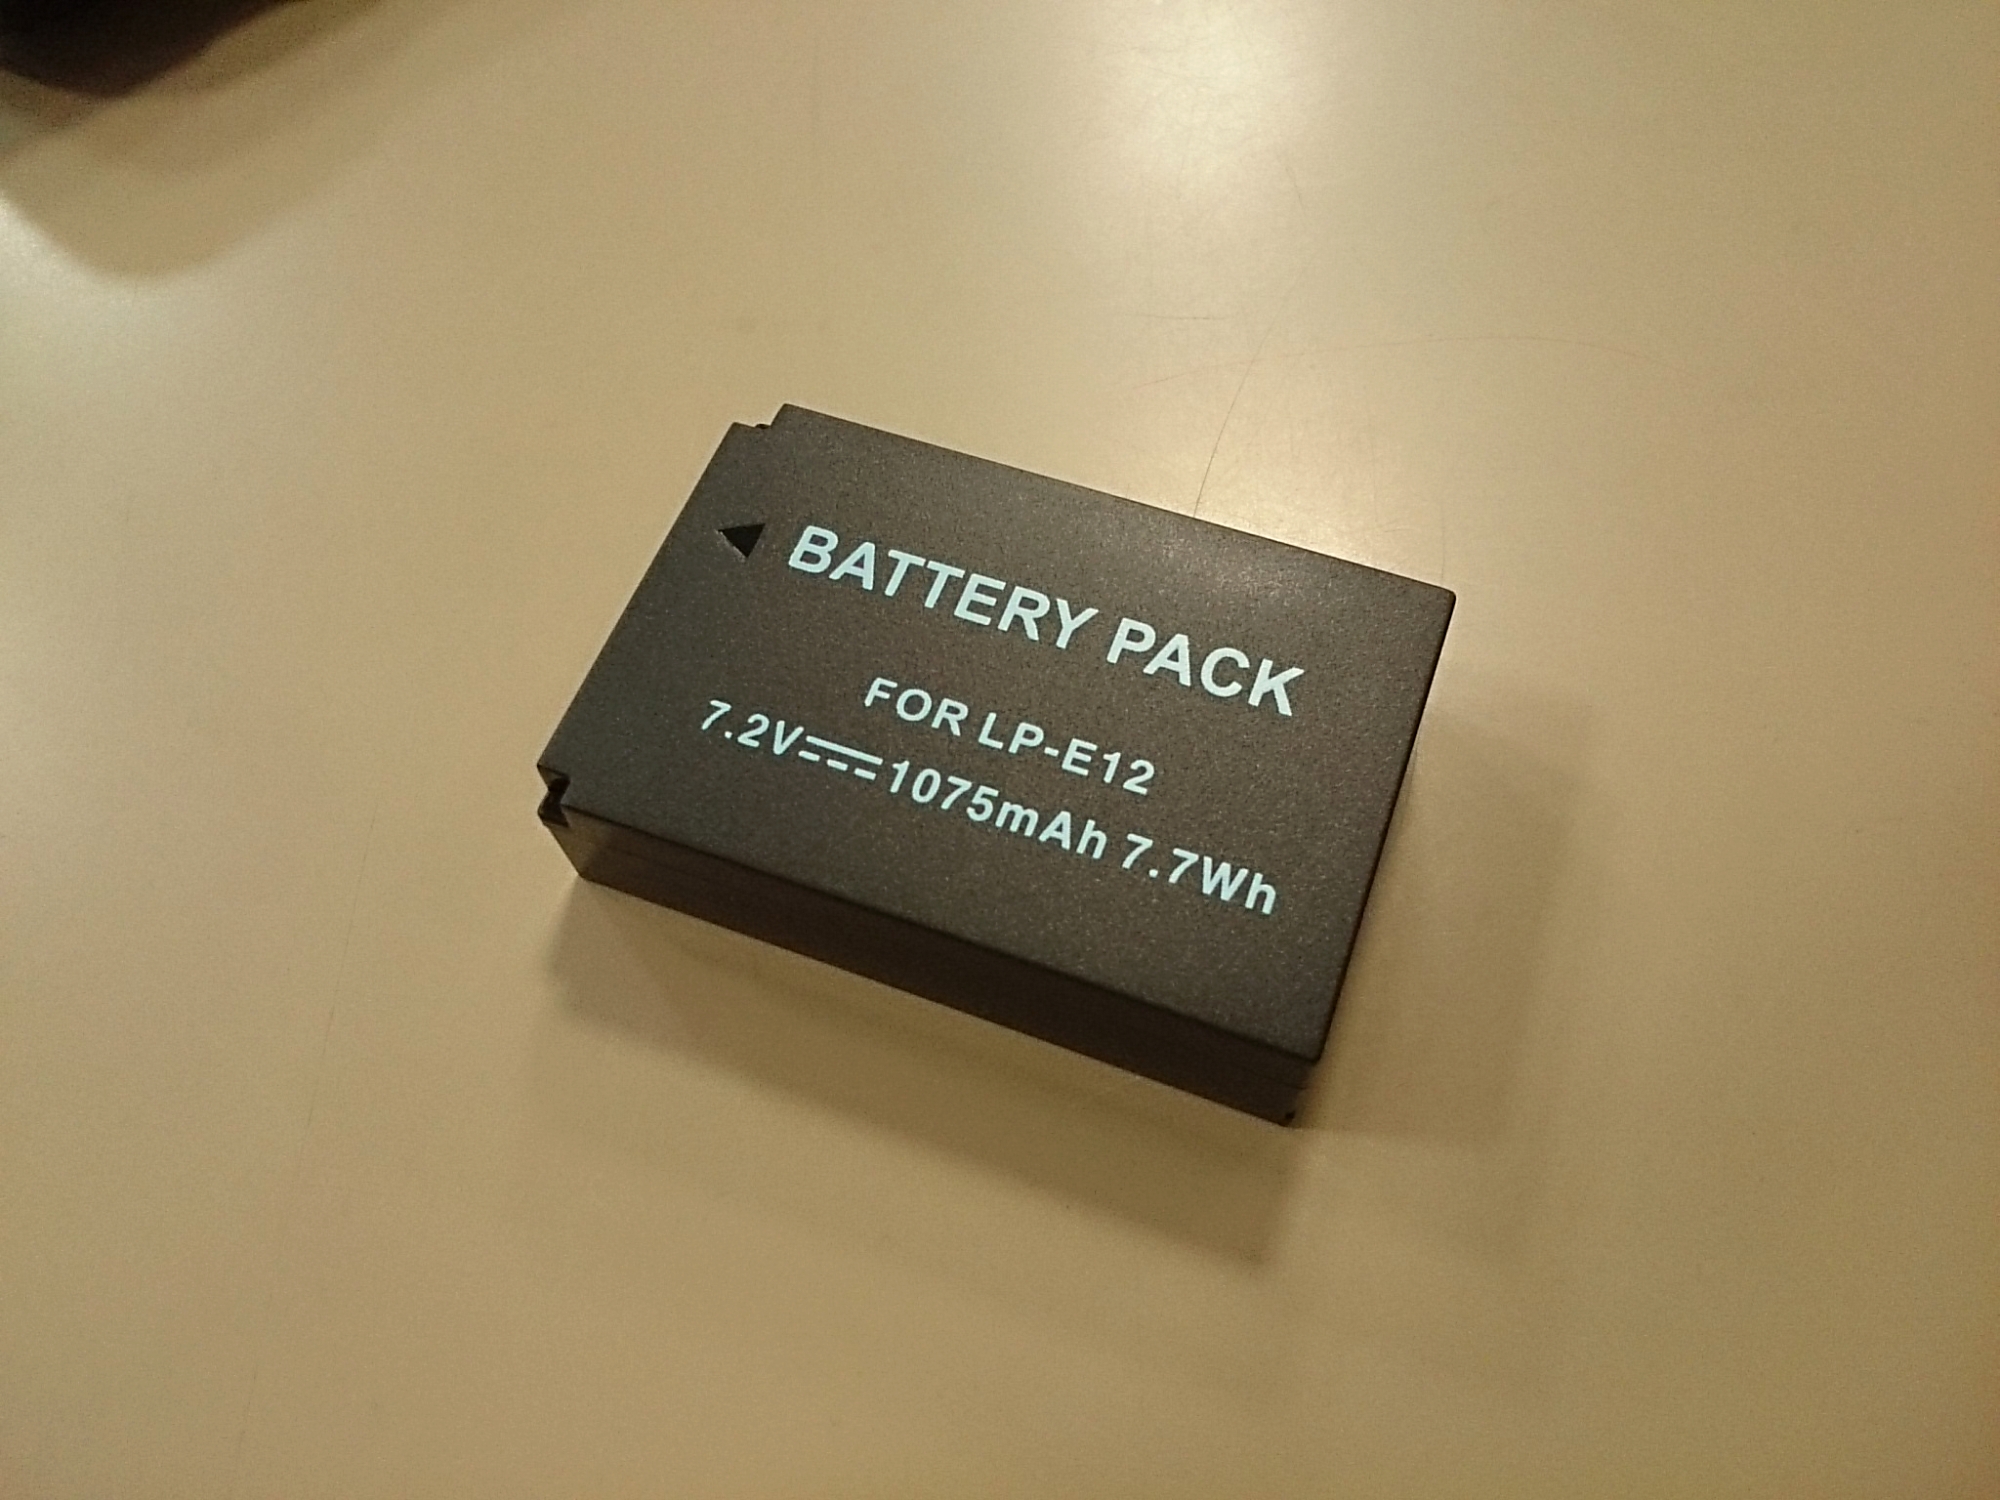 BATTERY PACK
FOR LP-E12
7.2V⎓1075mAh 7.7Wh